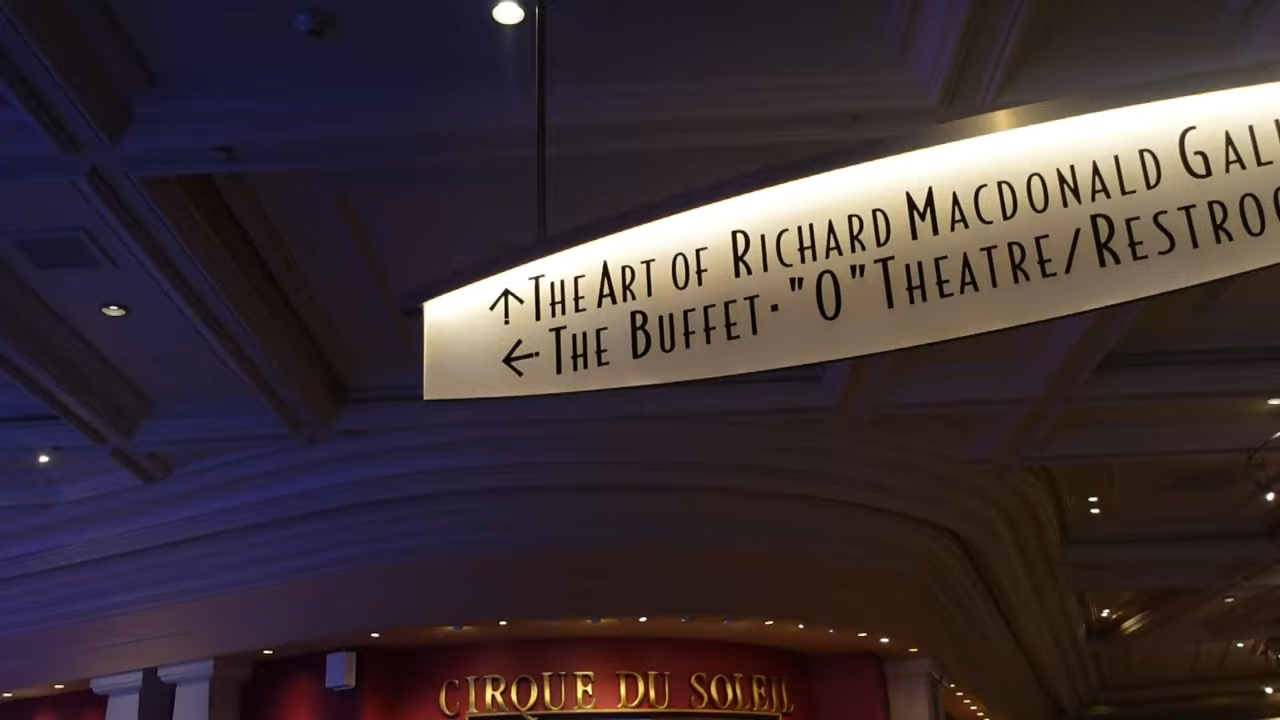 ↑ THE ART OF RICHARD MACDONALD
← THE BUFFET · "O" THEATRE/
CIRQUE DU SOLEIL